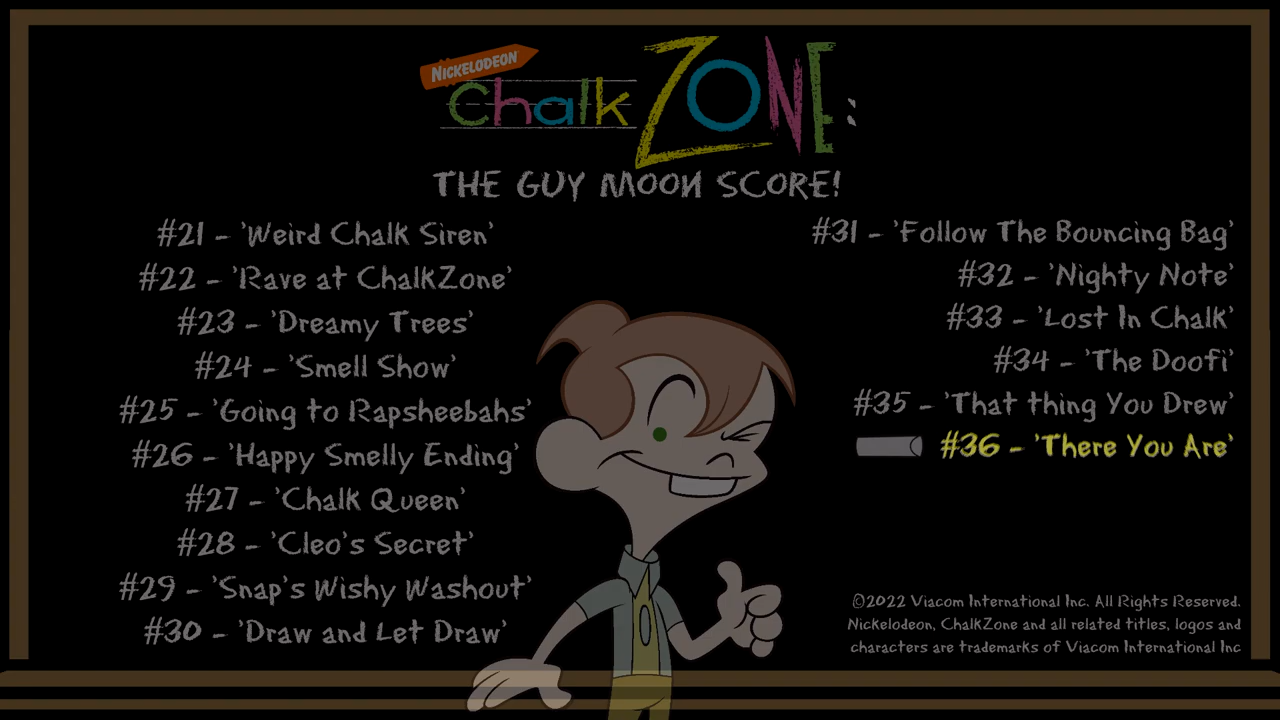 NICKELODEON
ChalkZONE:
THE GUY MOON SCORE!
#21 - 'Weird Chalk Siren'
#22 - 'Rave at ChalkZone'
#23 - 'Dreamy Trees'
#24 - 'Smell Show'
#25 - 'Going to Rapsheebahs'
#26 - 'Happy Smelly Ending'
#27 - 'Chalk Queen'
#28 - 'Cleo's Secret'
#29 - 'Snap's Wishy Washout'
#30 - 'Draw and Let Draw'
#31 - 'Follow The Bouncing Bag'
#32 - 'Nighty Note'
#33 - 'Lost In Chalk'
#34 - 'The Doofi'
#35 - 'That thing You Drew'
#36 - 'There You Are'
©2022 Viacom International Inc. All Rights Reserved.
Nickelodeon, ChalkZone and all related titles, logos and
characters are trademarks of Viacom International Inc